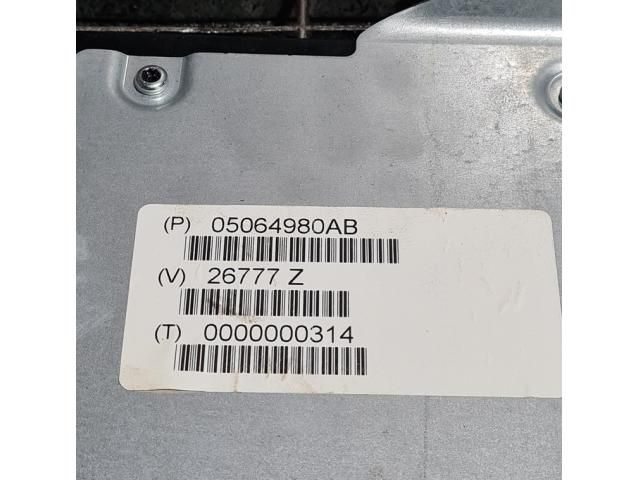 (P) 05064980AB
(V) 26777 Z
(T) 0000000314